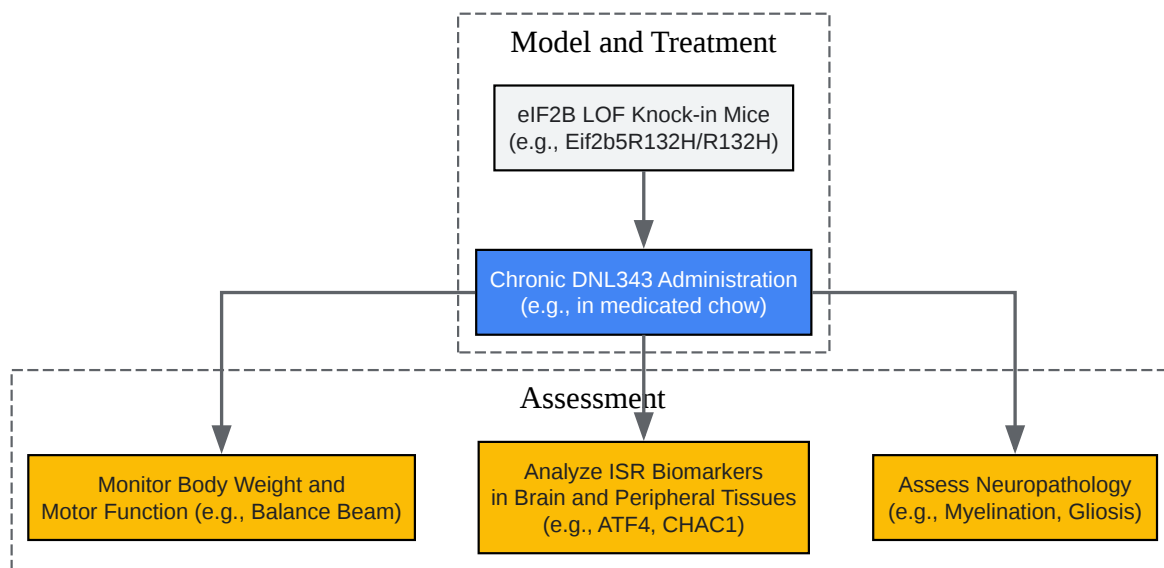 Model and Treatment
eIF2B LOF Knock-in Mice
(e.g., Eif2b5R132H/R132H)
Chronic DNL343 Administration
(e.g., in medicated chow)
Assessment
Monitor Body Weight and
Motor Function (e.g., Balance Beam)
Analyze ISR Biomarkers
in Brain and Peripheral Tissues
(e.g., ATF4, CHAC1)
Assess Neuropathology
(e.g., Myelination, Gliosis)